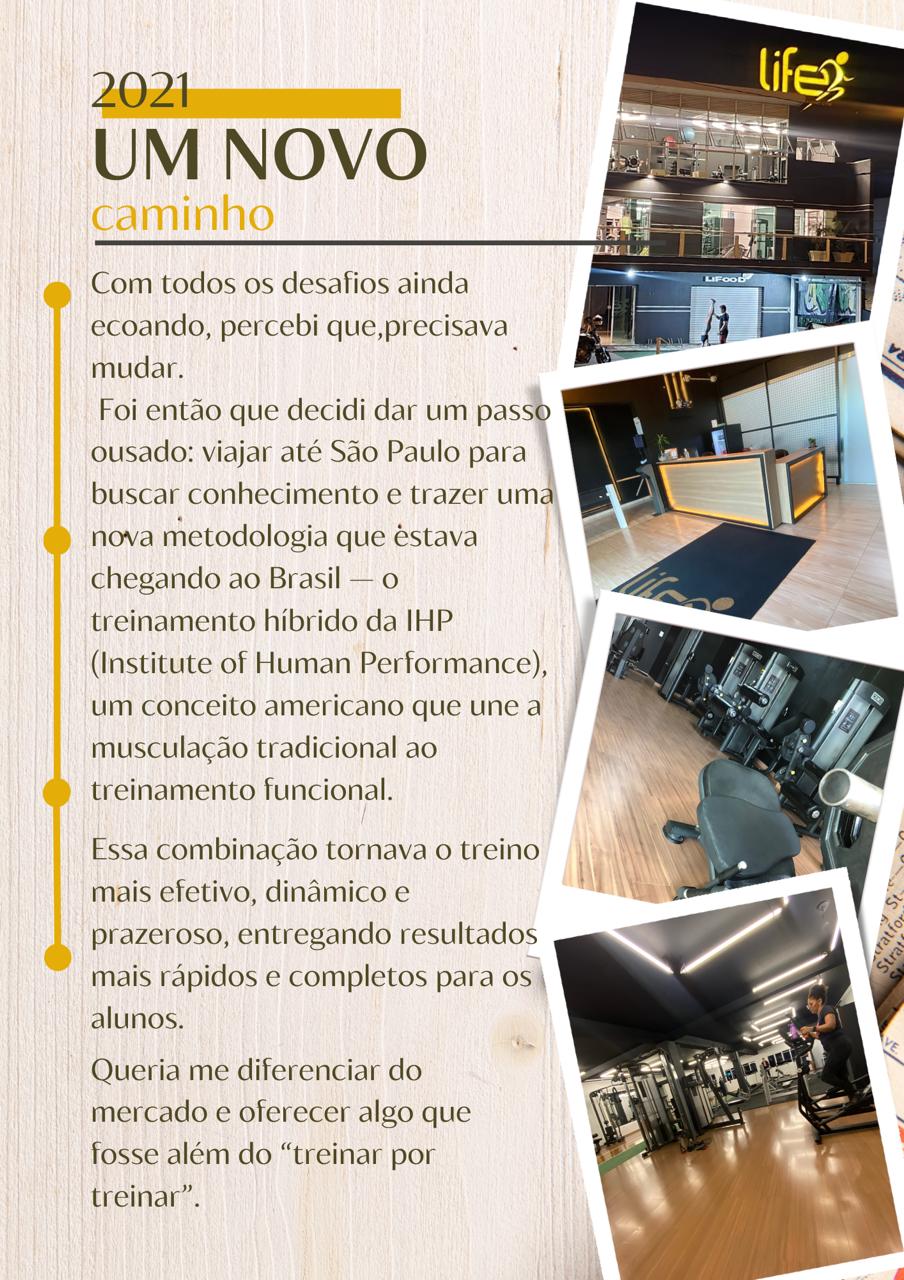 2021
UM NOVO
caminho
Com todos os desafios ainda
ecoando, percebi que,precisava
mudar.
Foi então que decidi dar um passo
ousado: viajar até São Paulo para
buscar conhecimento e trazer uma
nova metodologia que estava
chegando ao Brasil — o
treinamento híbrido da IHP
(Institute of Human Performance),
um conceito americano que une a
musculação tradicional ao
treinamento funcional.
Essa combinação tornava o treino
mais efetivo, dinâmico e
prazeroso, entregando resultados
mais rápidos e completos para os
alunos.
Queria me diferenciar do
mercado e oferecer algo que
fosse além do “treinar por
treinar”.
life
LIFOOD
life